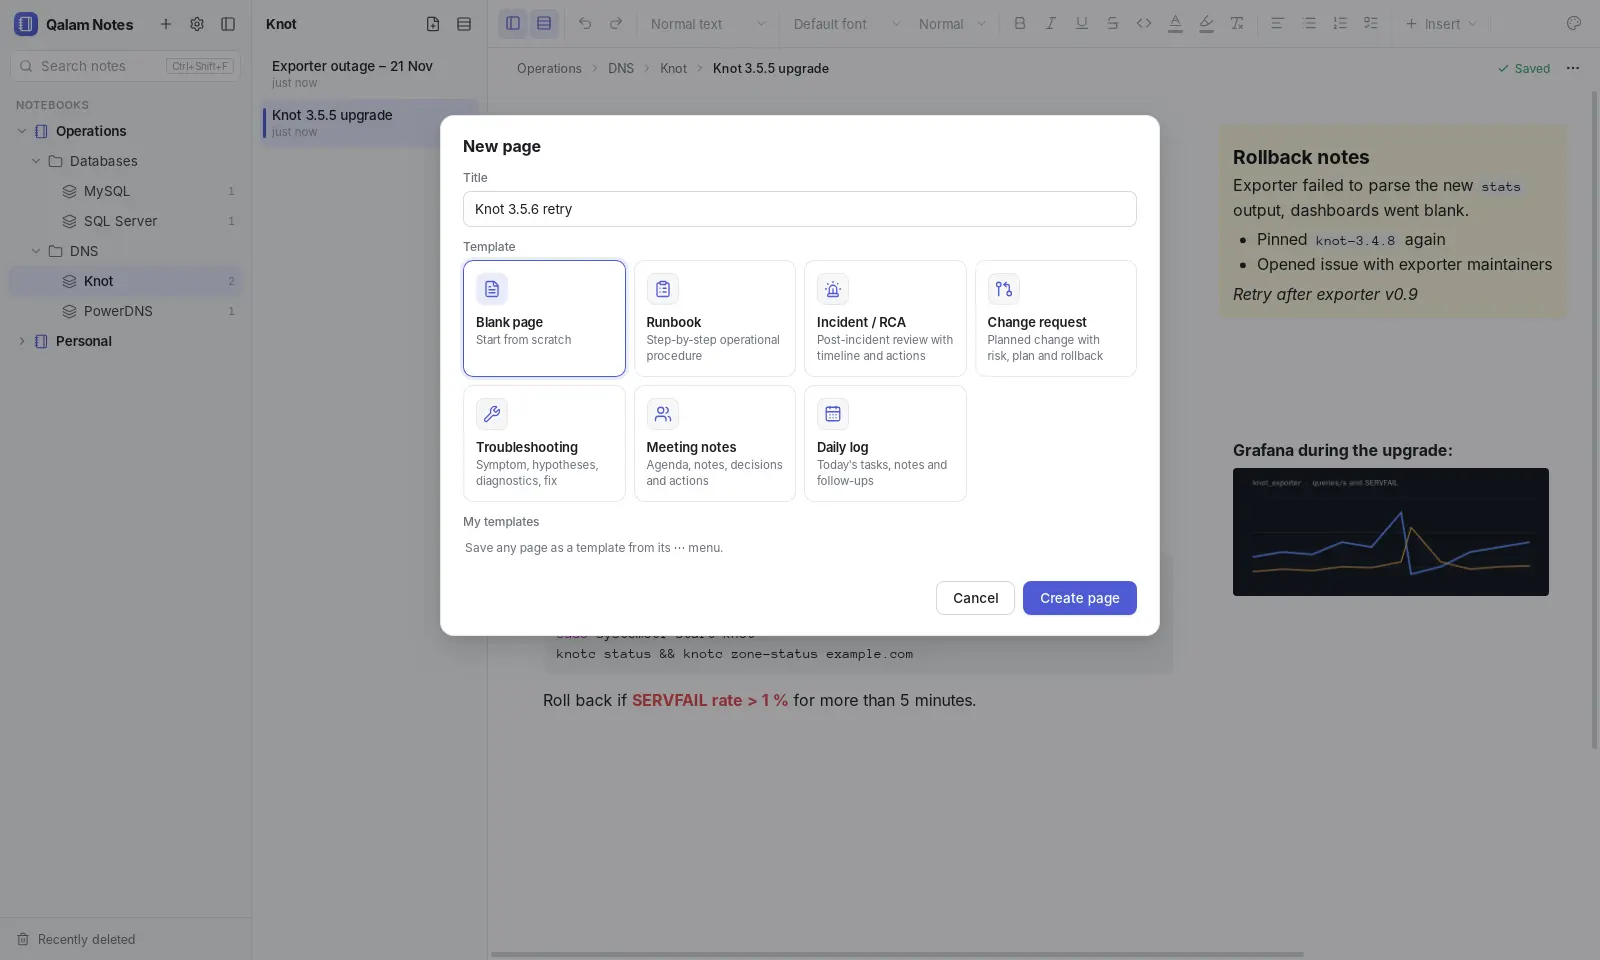 Qalam Notes
Search notes
Ctrl+Shift+F
NOTEBOOKS
Operations
Databases
MySQL 1
SQL Server 1
DNS
Knot 2
PowerDNS 1
Personal
Recently deleted
Knot
Exporter outage – 21 Nov
just now
Knot 3.5.5 upgrade
just now
Normal text
Default font
Normal
Insert
Operations > DNS > Knot > Knot 3.5.5 upgrade
Saved
New page
Title
Knot 3.5.6 retry
Template
Blank page
Start from scratch
Runbook
Step-by-step operational
procedure
Incident / RCA
Post-incident review with
timeline and actions
Change request
Planned change with
risk, plan and rollback
Troubleshooting
Symptom, hypotheses,
diagnostics, fix
Meeting notes
Agenda, notes, decisions
and actions
Daily log
Today's tasks, notes and
follow-ups
My templates
Save any page as a template from its ··· menu.
Cancel
Create page
Rollback notes
Exporter failed to parse the new stats
output, dashboards went blank.
• Pinned knot-3.4.8 again
• Opened issue with exporter maintainers
Retry after exporter v0.9
Grafana during the upgrade:
knot_exporter · queries/s and SERVFAIL
knotc status && knotc zone-status example.com
Roll back if SERVFAIL rate > 1 % for more than 5 minutes.